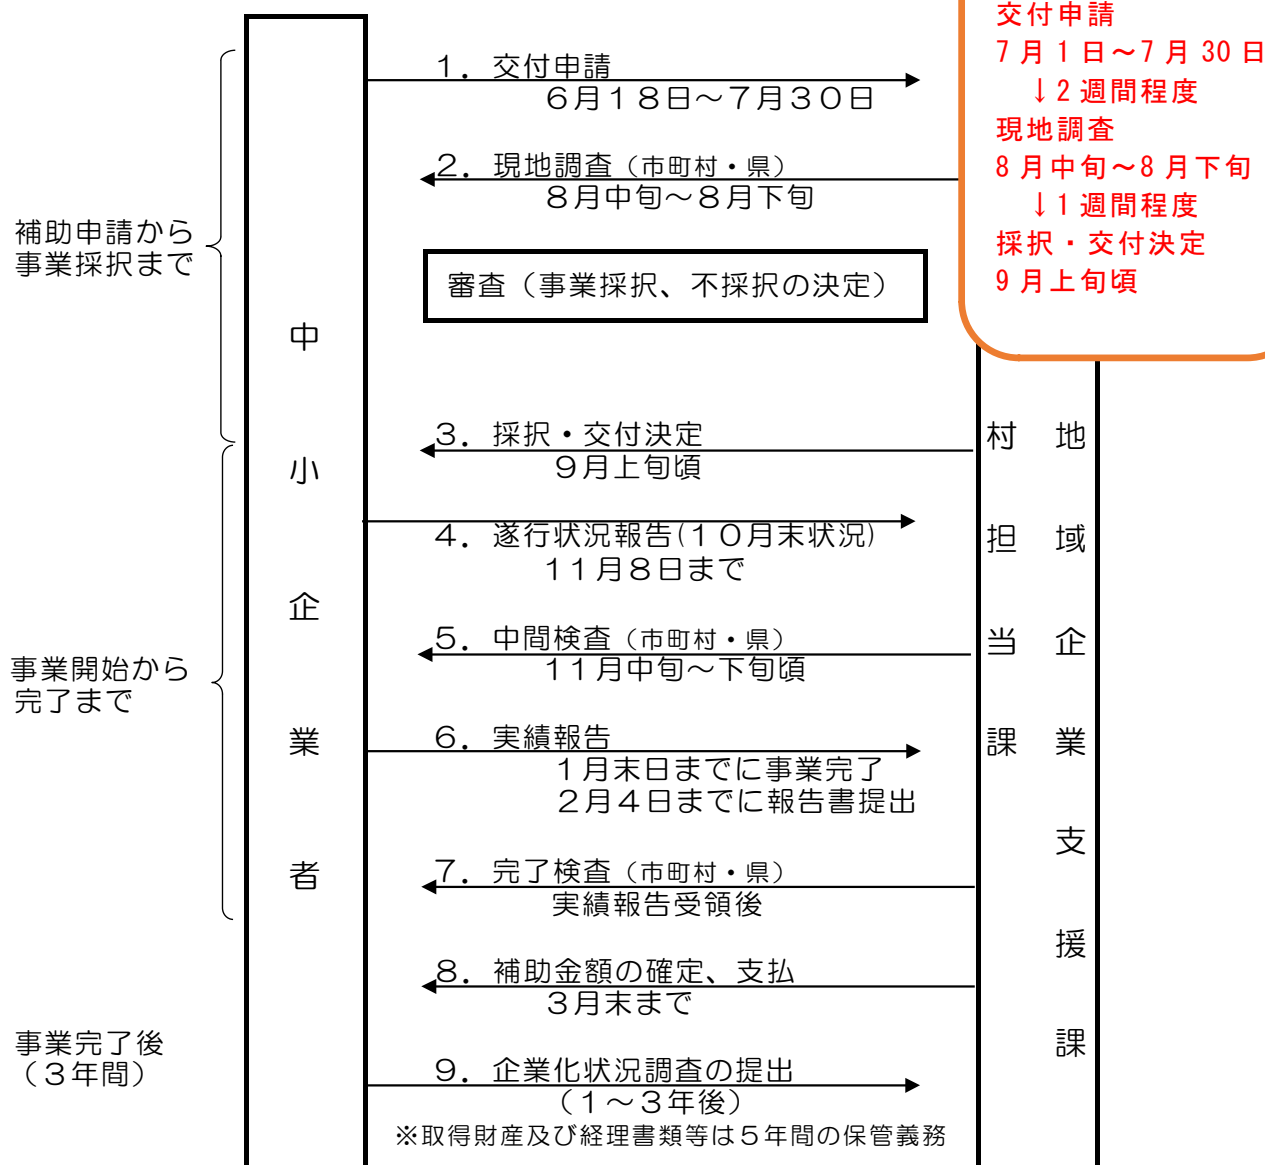 交付申請
7月1日～7月30日
↓2週間程度
現地調査
8月中旬～8月下旬
↓1週間程度
採択・交付決定
9月上旬頃
1．交付申請
6月18日～7月30日
2．現地調査（市町村・県）
8月中旬～8月下旬
補助申請から
事業採択まで
審査（事業採択、不採択の決定）
3．採択・交付決定
9月上旬頃
4．遂行状況報告(10月末状況)
11月8日まで
5．中間検査（市町村・県）
11月中旬～下旬頃
事業開始から
完了まで
6．実績報告
1月末日までに事業完了
2月4日までに報告書提出
7．完了検査（市町村・県）
実績報告受領後
8．補助金額の確定、支払
3月末まで
事業完了後
（3年間）
9．企業化状況調査の提出
（1～3年後）
※取得財産及び経理書類等は5年間の保管義務
中小企業者
村担当課
地域企業支援課